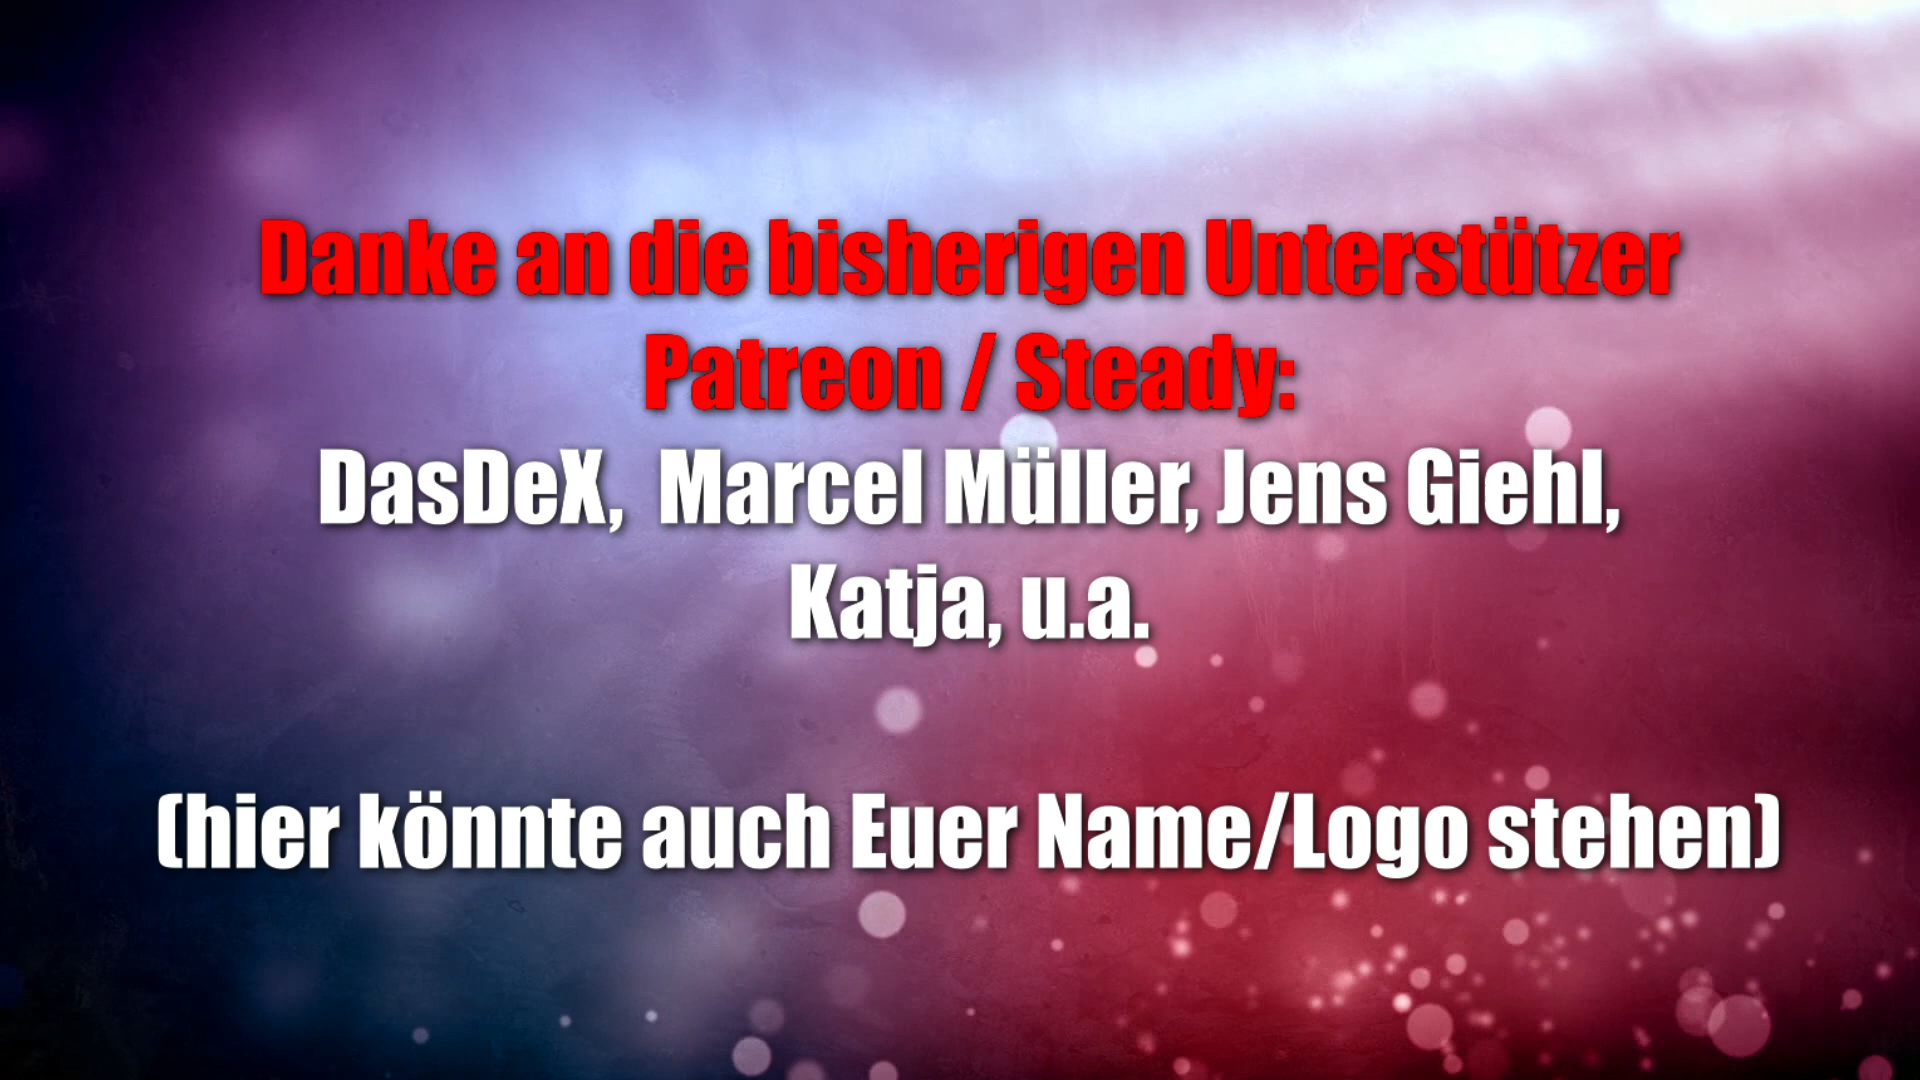 Danke an die bisherigen Unterstützer
Patreon / Steady:
DasDeX,  Marcel Müller, Jens Giehl,
Katja, u.a.
(hier könnte auch Euer Name/Logo stehen)